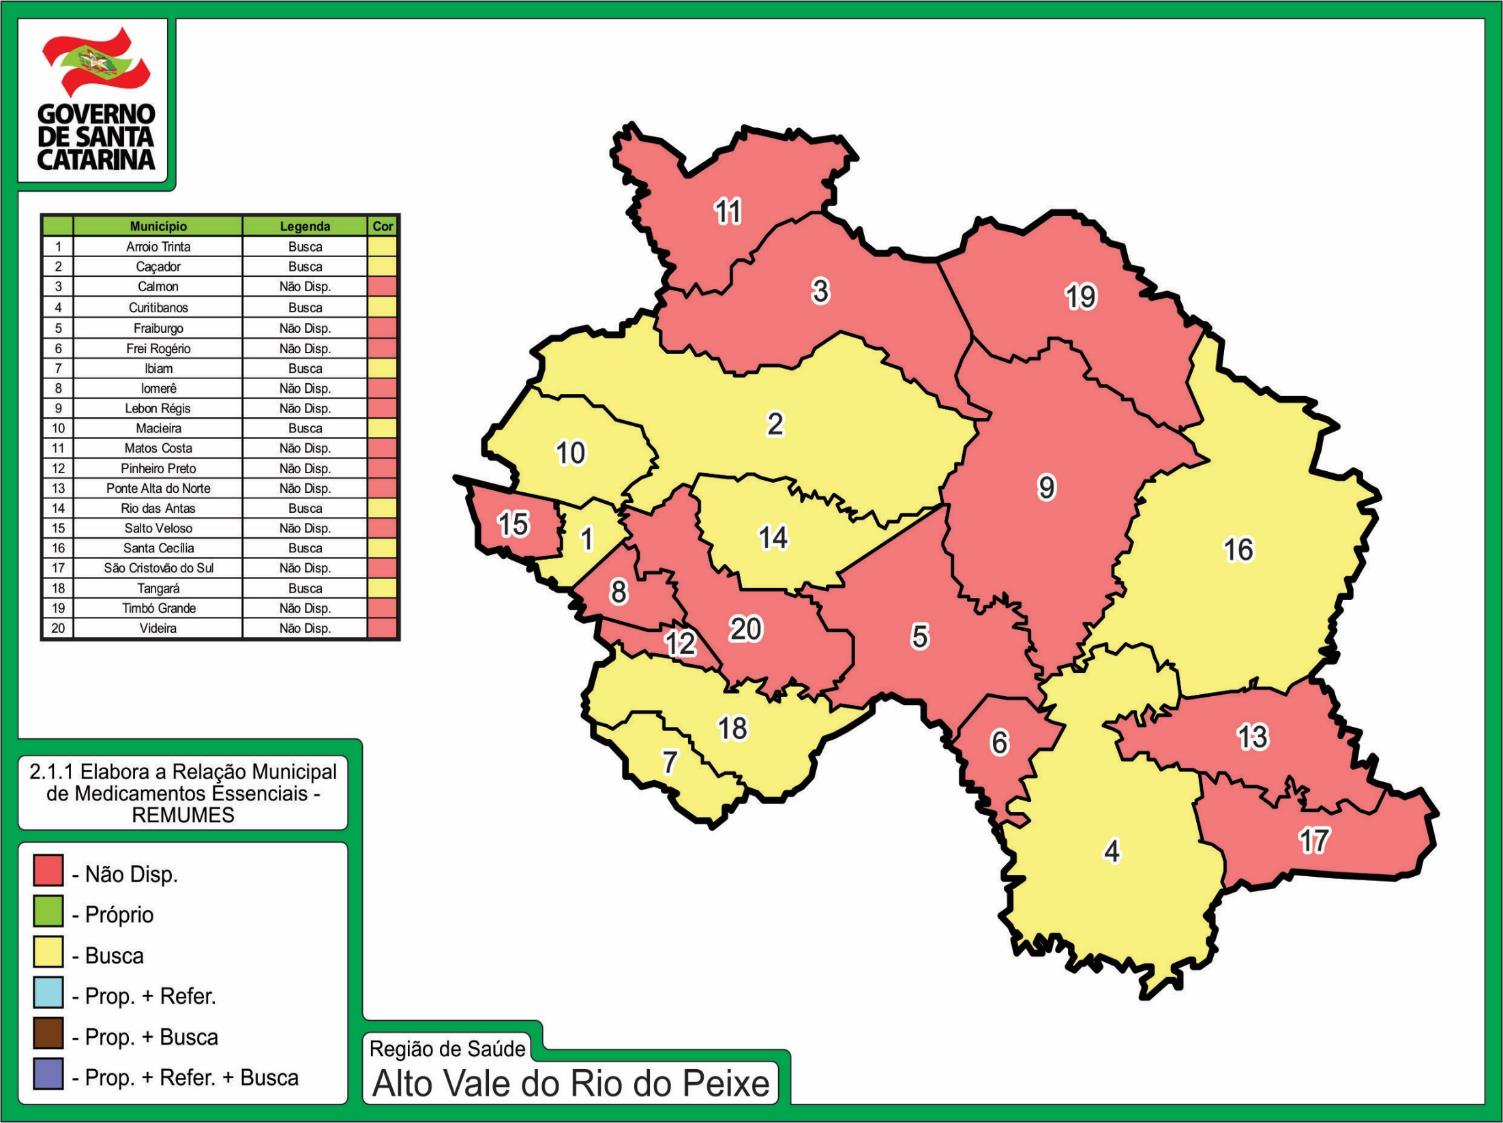 GOVERNO
DE SANTA
CATARINA
Município Legenda Cor
1 Arroio Trinta Busca
2 Caçador Busca
3 Calmon Não Disp.
4 Curitibanos Busca
5 Fraiburgo Não Disp.
6 Frei Rogério Não Disp.
7 Ibiam Busca
8 Iomerê Não Disp.
9 Lebon Régis Não Disp.
10 Macieira Busca
11 Matos Costa Não Disp.
12 Pinheiro Preto Não Disp.
13 Ponte Alta do Norte Não Disp.
14 Rio das Antas Busca
15 Salto Veloso Não Disp.
16 Santa Cecília Busca
17 São Cristovão do Sul Não Disp.
18 Tangará Busca
19 Timbó Grande Não Disp.
20 Videira Não Disp.
11
3
19
2
10
9
15
1
14
16
8
20
12
5
18
6
13
7
4
17
2.1.1 Elabora a Relação Municipal
de Medicamentos Essenciais -
REMUMES
- Não Disp.
- Próprio
- Busca
- Prop. + Refer.
- Prop. + Busca
- Prop. + Refer. + Busca
Região de Saúde
Alto Vale do Rio do Peixe